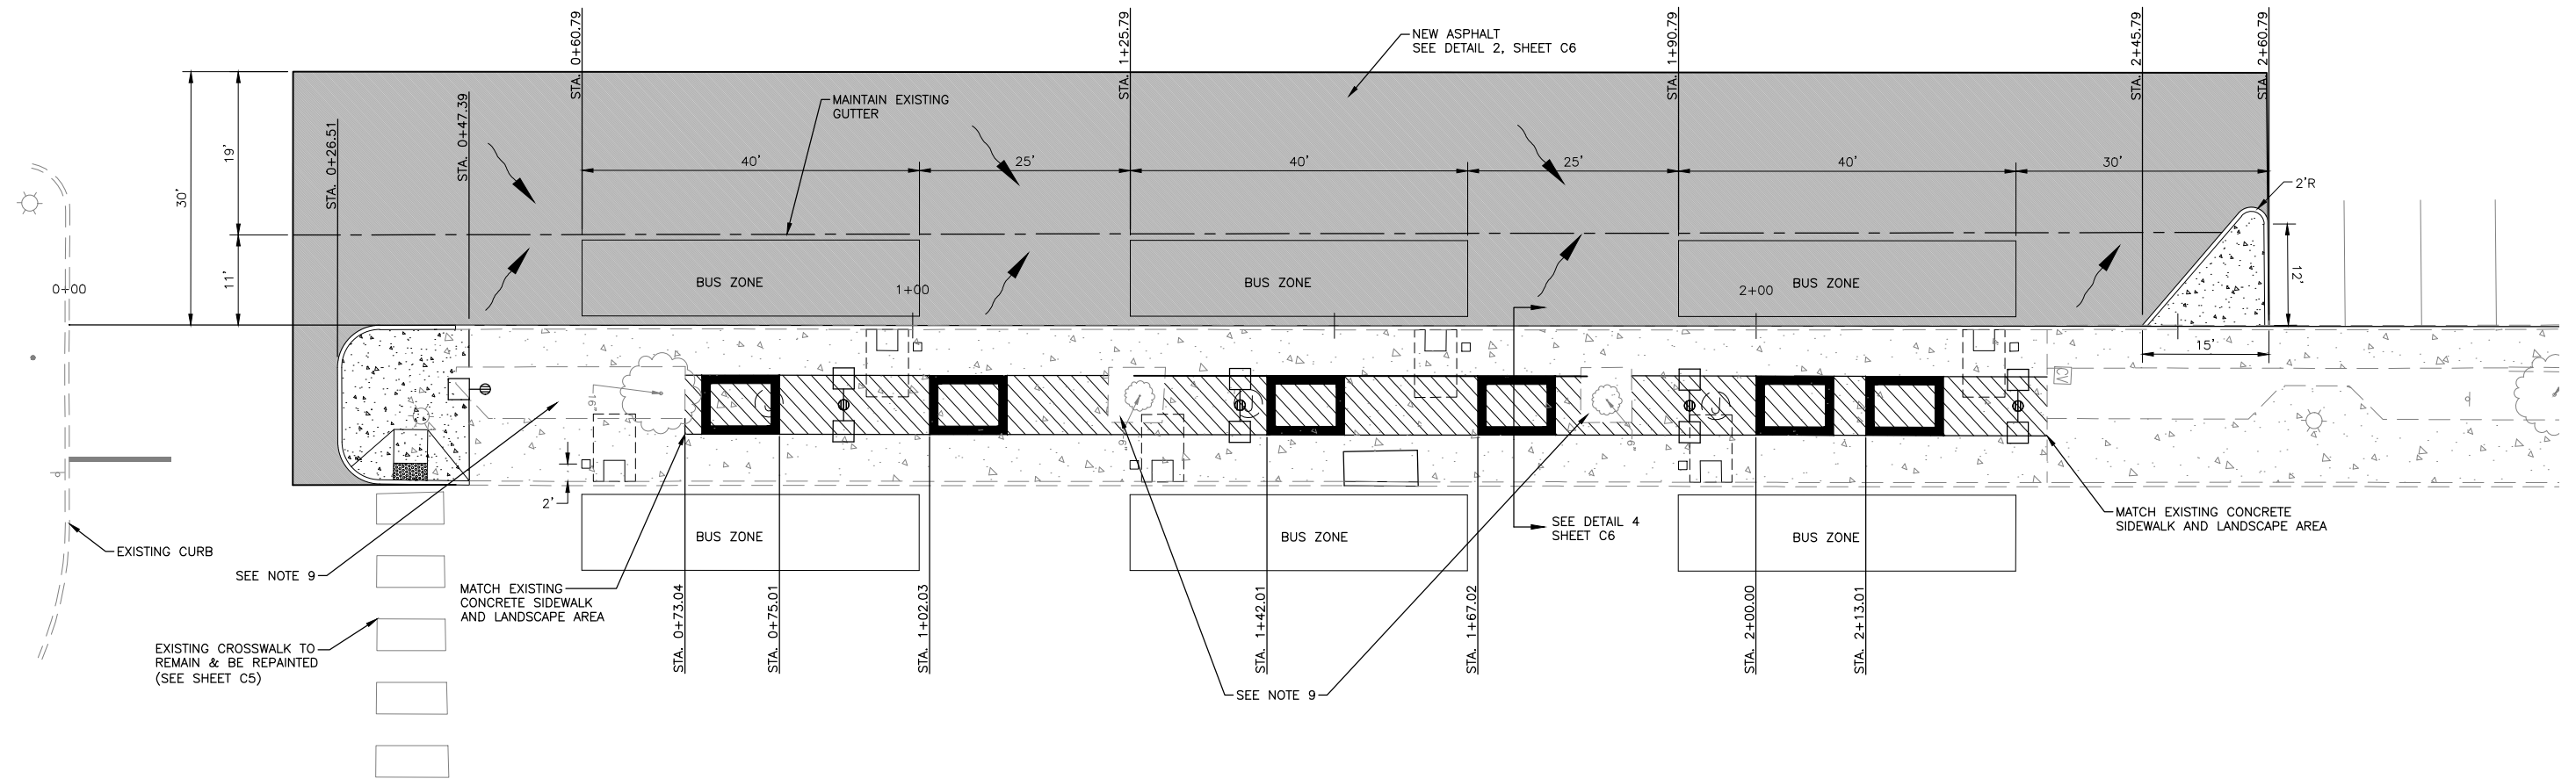 STA. 0+60.79
STA. 1+25.79
STA. 1+90.79
STA. 2+45.79
STA. 2+60.79
NEW ASPHALT
SEE DETAIL 2, SHEET C6
MAINTAIN EXISTING
GUTTER
STA. 0+26.51
STA. 0+47.39
30'
19'
11'
40'
25'
40'
25'
40'
30'
2'R
12'
15'
0+00
BUS ZONE
1+00
BUS ZONE
2+00
BUS ZONE
16"
6"
6"
CV
2'
BUS ZONE
BUS ZONE
BUS ZONE
SEE DETAIL 4
SHEET C6
MATCH EXISTING CONCRETE
SIDEWALK AND LANDSCAPE AREA
EXISTING CURB
SEE NOTE 9
MATCH EXISTING
CONCRETE SIDEWALK
AND LANDSCAPE AREA
EXISTING CROSSWALK TO
REMAIN & BE REPAINTED
(SEE SHEET C5)
STA. 0+73.04
STA. 0+75.01
STA. 1+02.03
STA. 1+42.01
STA. 1+67.02
STA. 2+00.00
STA. 2+13.01
SEE NOTE 9